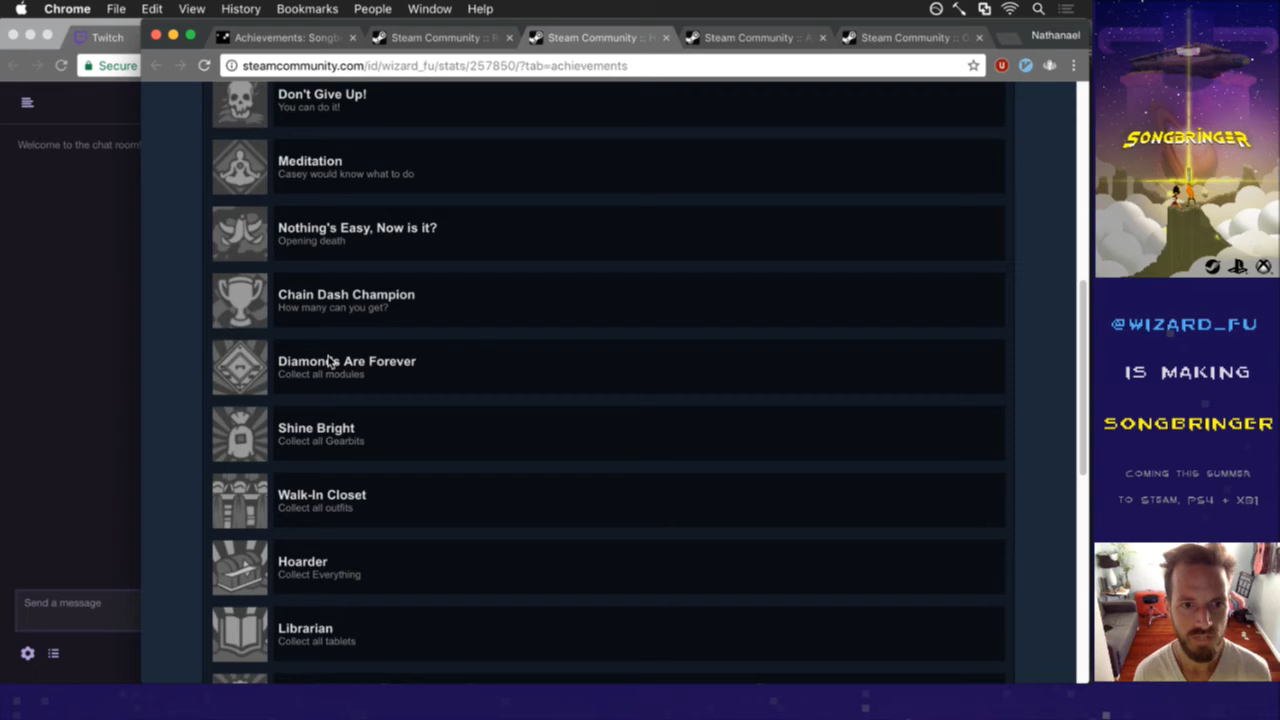 Chrome File Edit View History Bookmarks People Window Help
Twitch
Achievements: Songb
Steam Community ::
Steam Community ::
Steam Community ::
Steam Community ::
Nathanael
Secure
steamcommunity.com/id/wizard_fu/stats/257850/?tab=achievements
Welcome to the chat room!
Don't Give Up!
You can do it!
Meditation
Casey would know what to do
Nothing's Easy, Now is it?
Opening death
Chain Dash Champion
How many can you get?
Diamonds Are Forever
Collect all modules
Shine Bright
Collect all Gearbits
Walk-In Closet
Collect all outfits
Hoarder
Collect Everything
Librarian
Collect all tablets
Send a message
SONGBRINGER
@WIZARD_FU
IS MAKING
SONGBRINGER
COMING THIS SUMMER
TO STEAM, PS4 + XB1